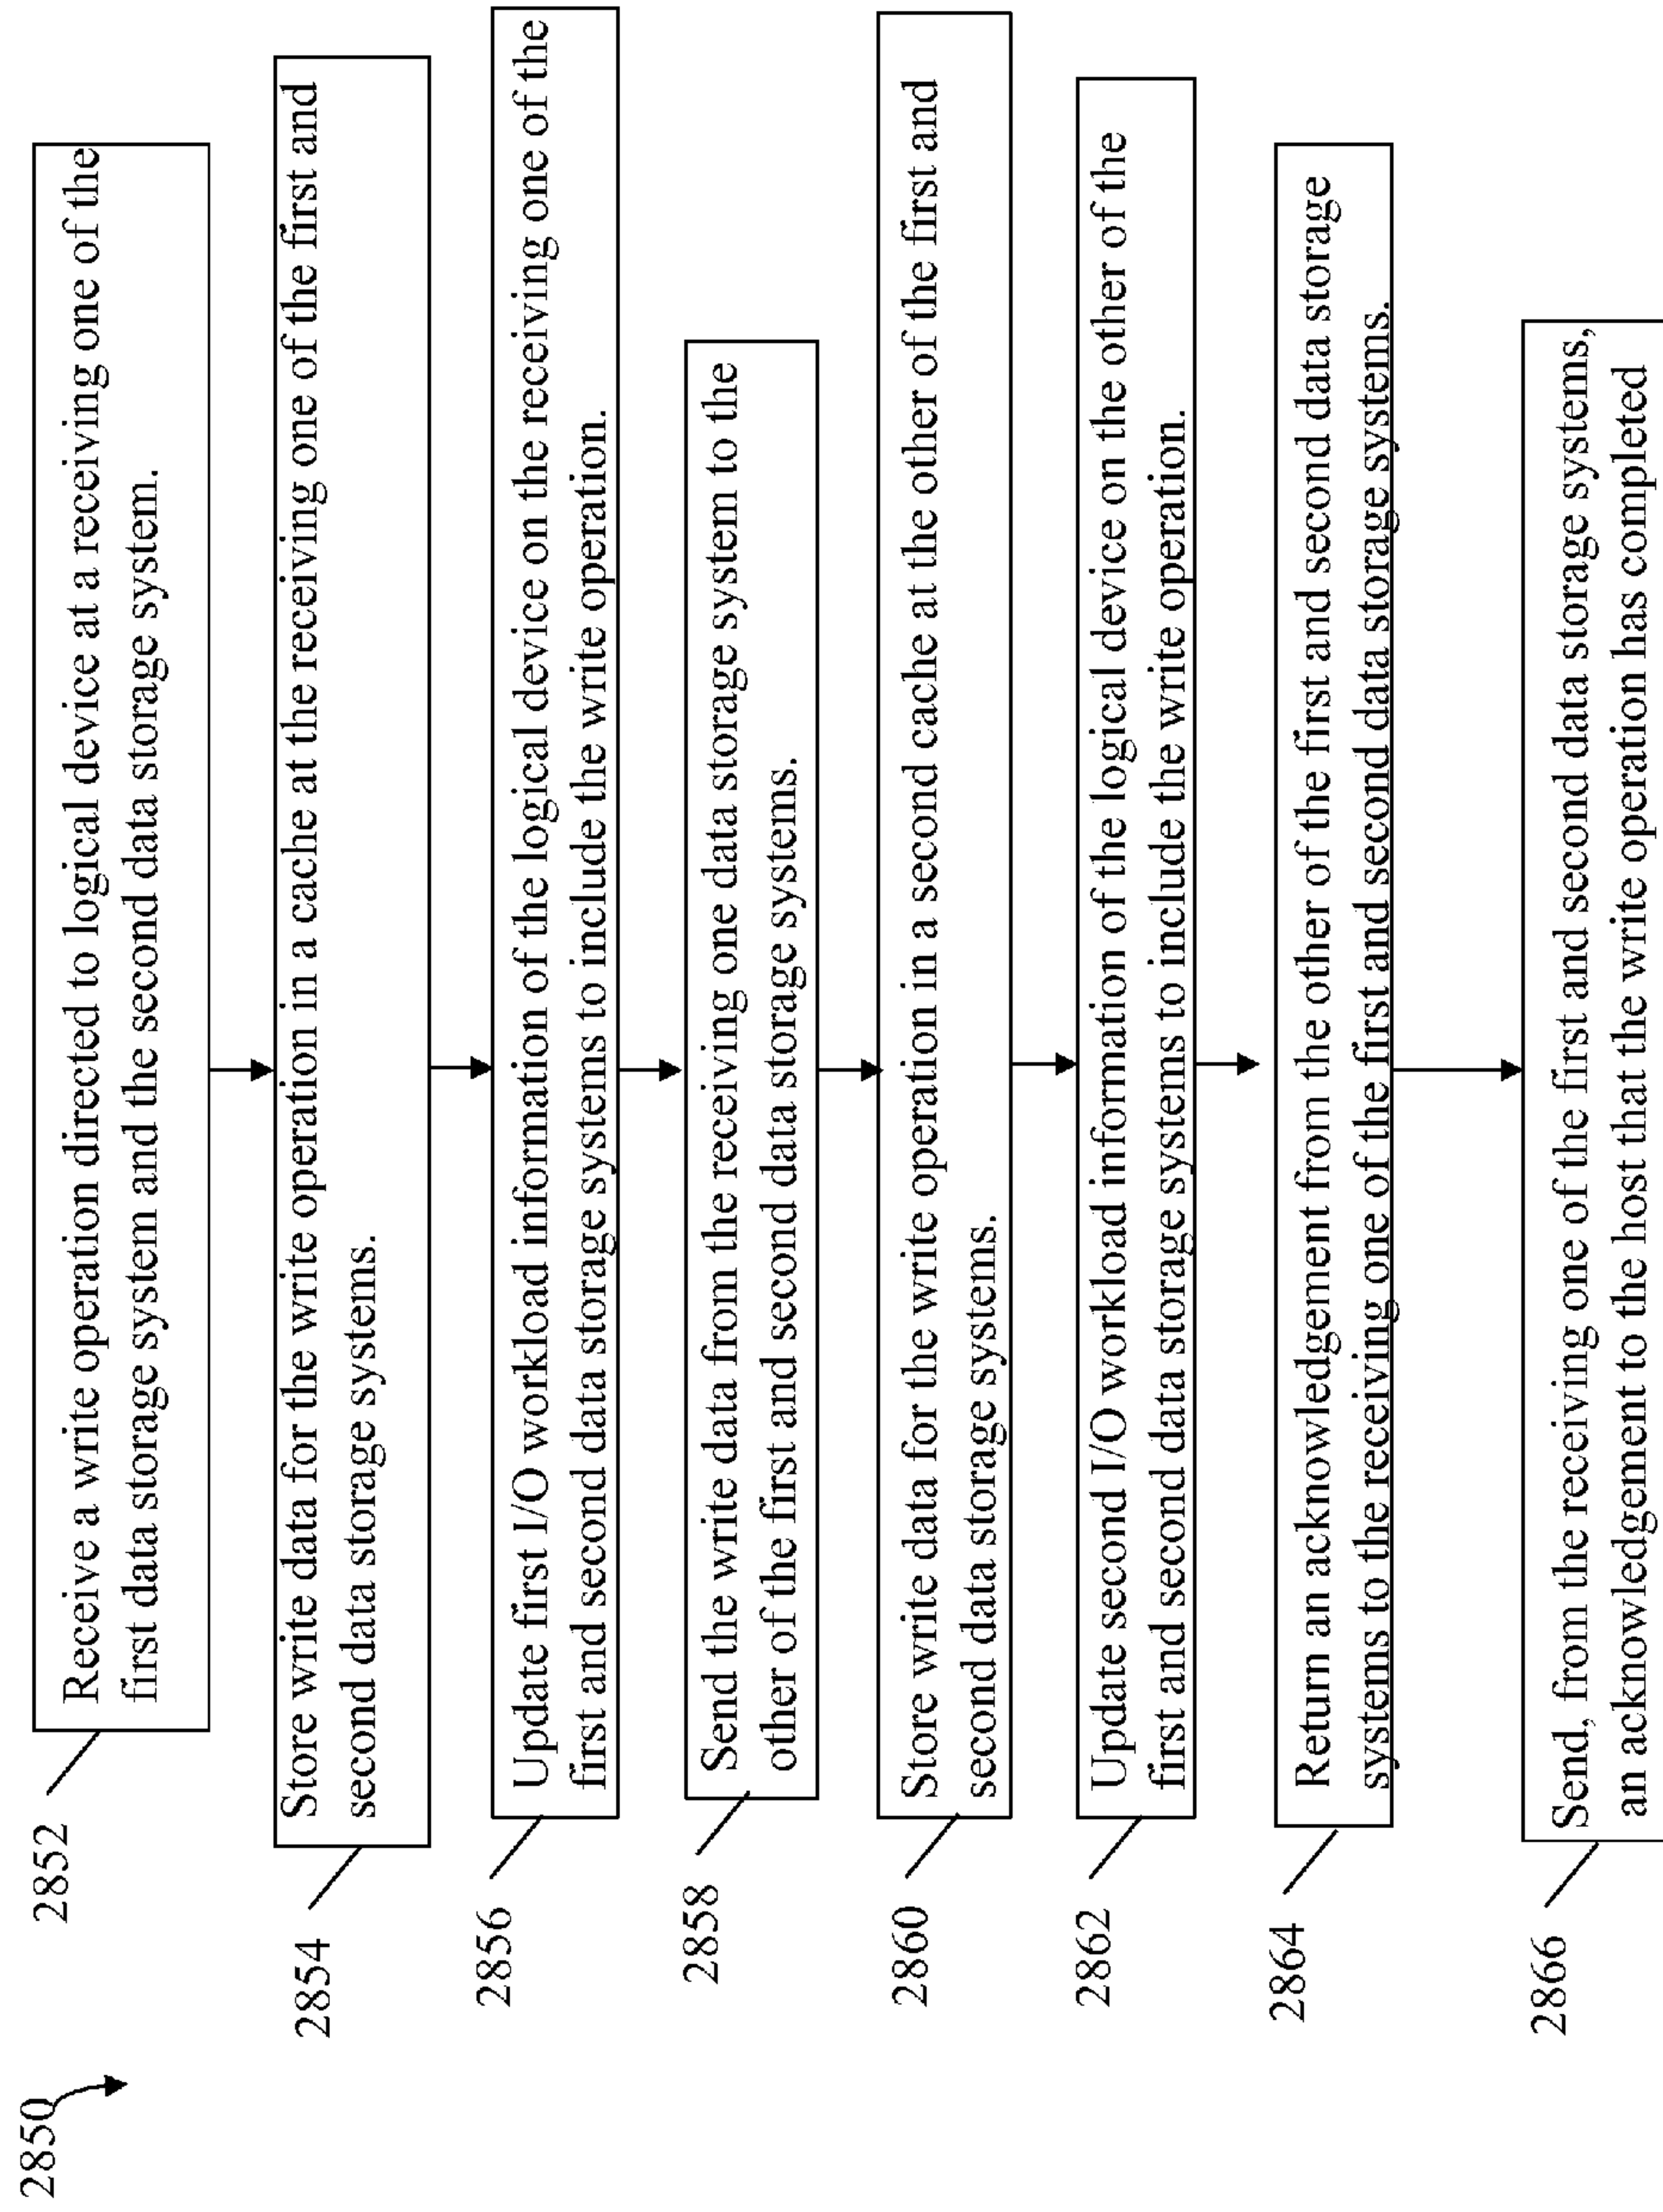 2850
2852
Receive a write operation directed to logical device at a receiving one of the
first data storage system and the second data storage system.
2854
Store write data for the write operation in a cache at the receiving one of the first and
second data storage systems.
2856
Update first I/O workload information of the logical device on the receiving one of the
first and second data storage systems to include the write operation.
2858
Send the write data from the receiving one data storage system to the
other of the first and second data storage systems.
2860
Store write data for the write operation in a second cache at the other of the first and
second data storage systems.
2862
Update second I/O workload information of the logical device on the other of the
first and second data storage systems to include the write operation.
2864
Return an acknowledgement from the other of the first and second data storage
systems to the receiving one of the first and second data storage systems.
2866
Send, from the receiving one of the first and second data storage systems,
an acknowledgement to the host that the write operation has completed